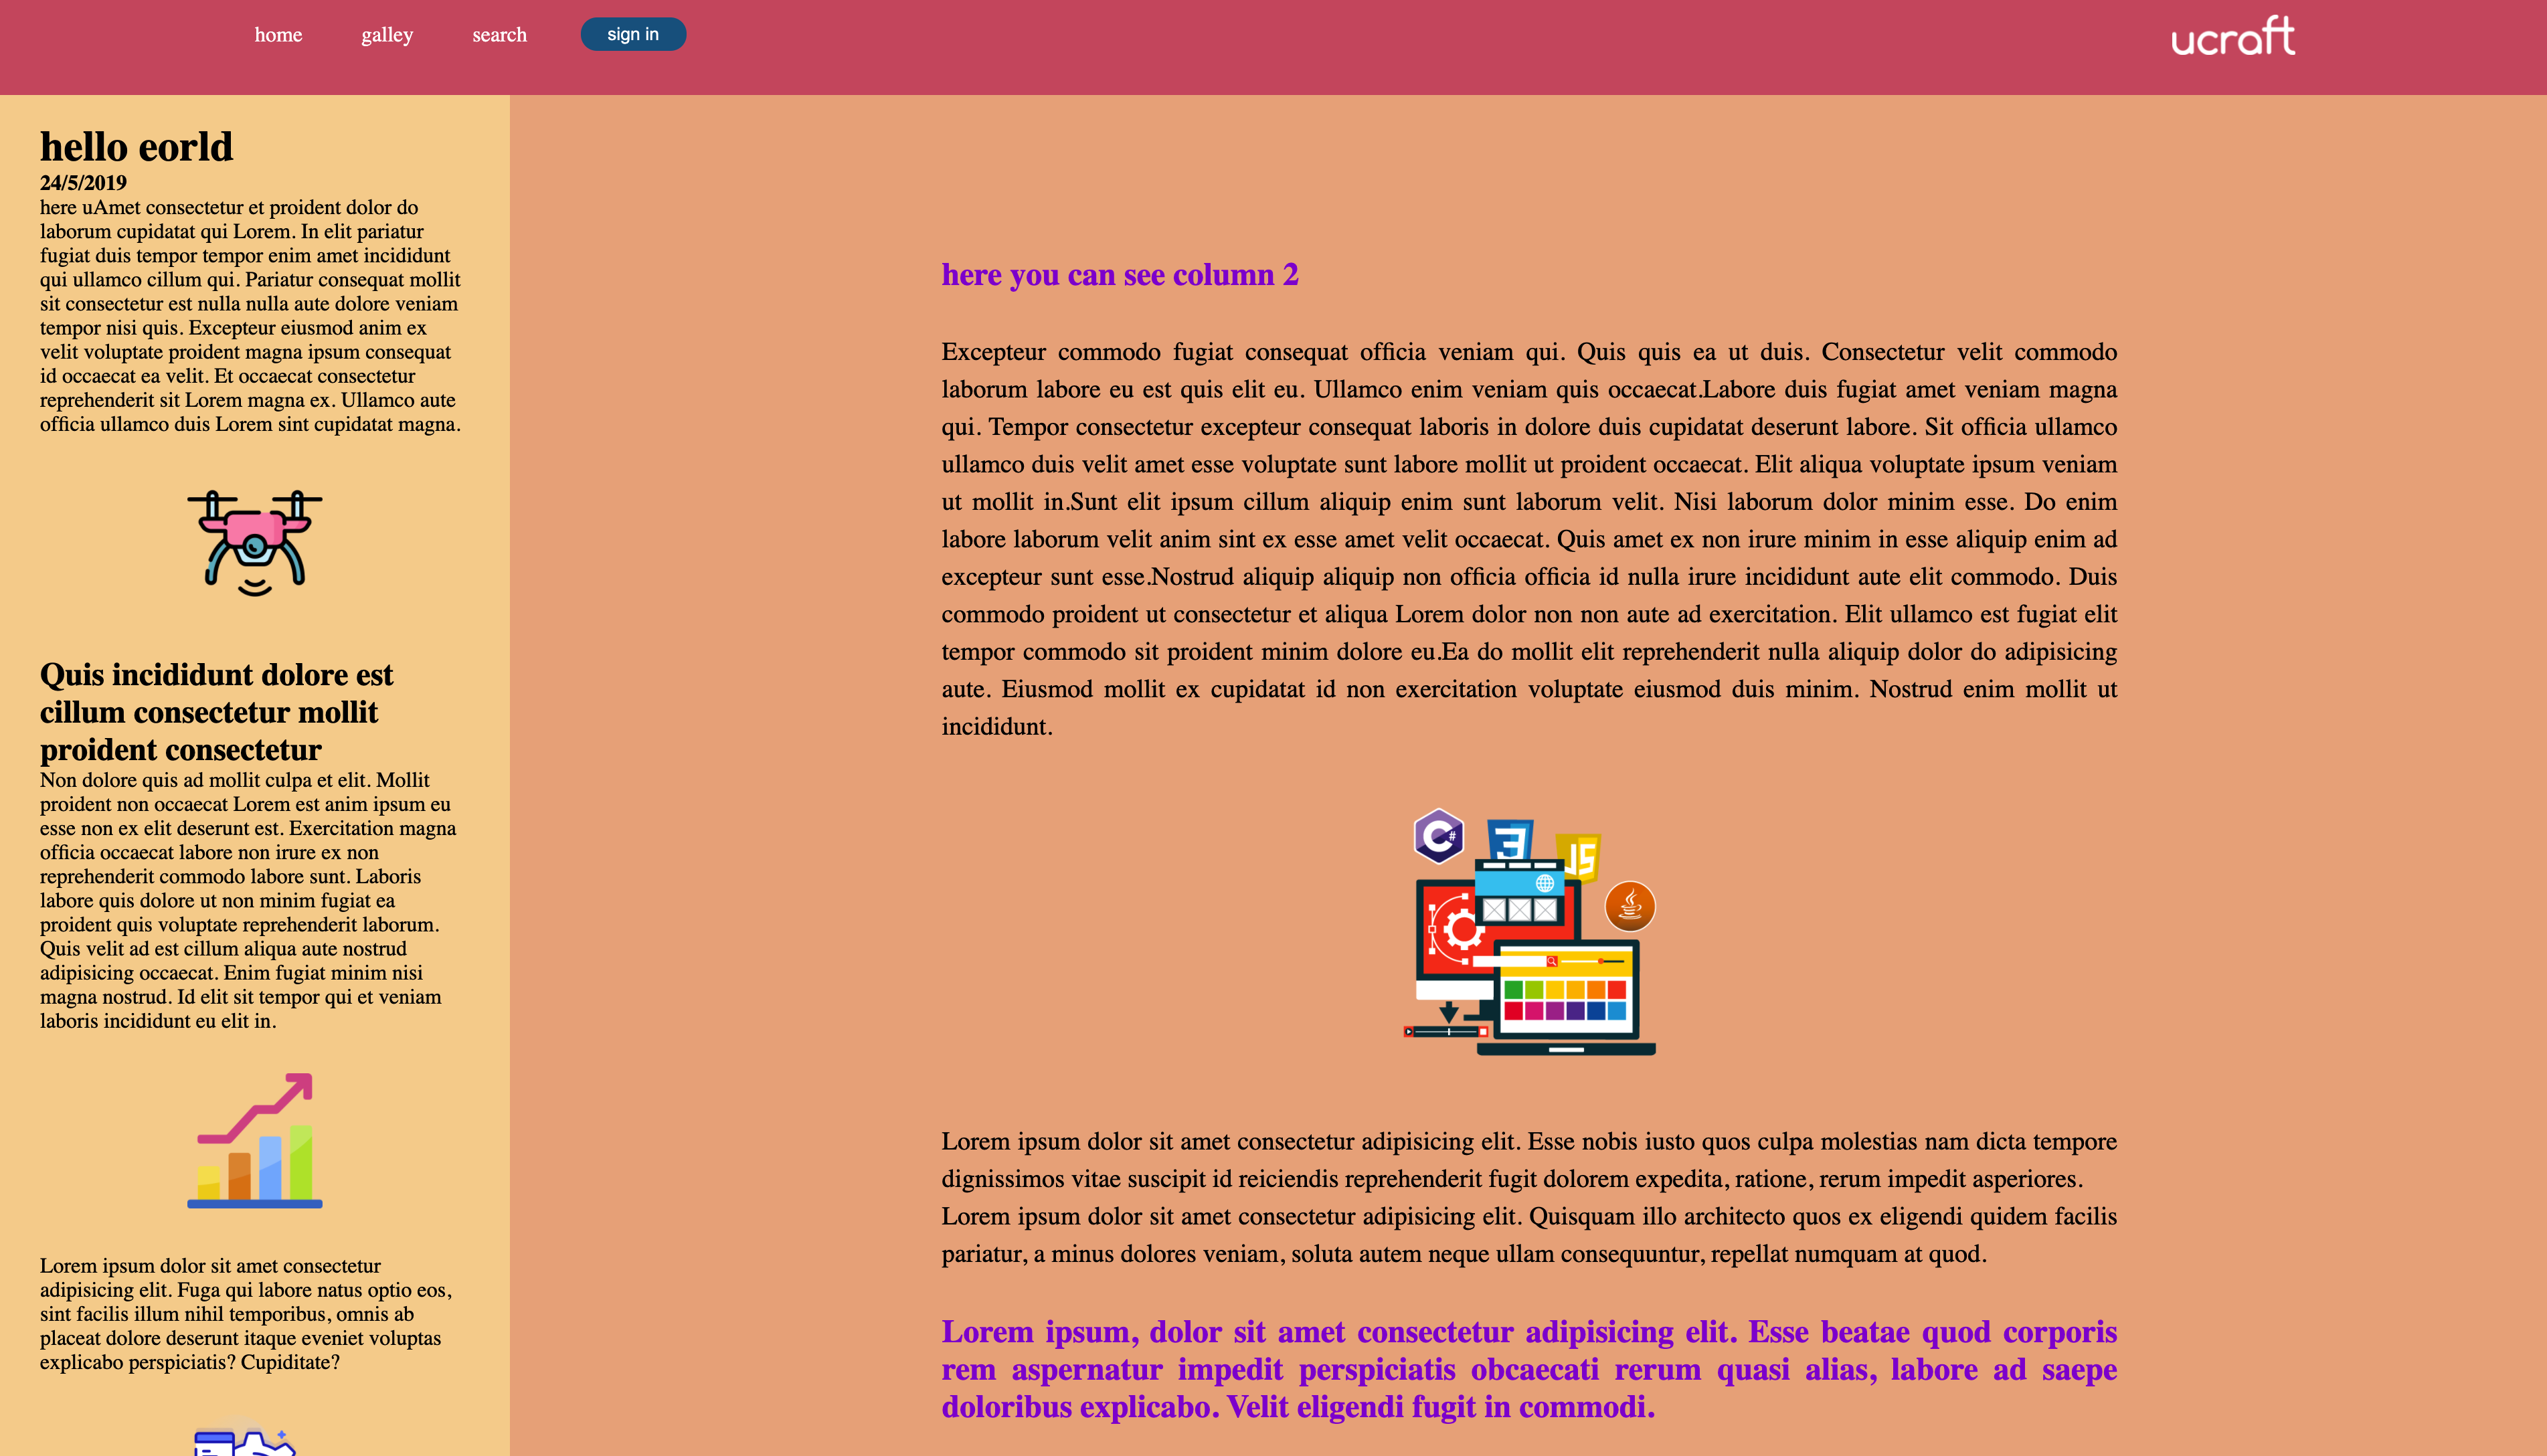 home galley search sign in ucraft
hello eorld
24/5/2019
here uAmet consectetur et proident dolor do
laborum cupidatat qui Lorem. In elit pariatur
fugiat duis tempor tempor enim amet incididunt
qui ullamco cillum qui. Pariatur consequat mollit
sit consectetur est nulla nulla aute dolore veniam
tempor nisi quis. Excepteur eiusmod anim ex
velit voluptate proident magna ipsum consequat
id occaecat ea velit. Et occaecat consectetur
reprehenderit sit Lorem magna ex. Ullamco aute
officia ullamco duis Lorem sint cupidatat magna.
Quis incididunt dolore est
cillum consectetur mollit
proident consectetur
Non dolore quis ad mollit culpa et elit. Mollit
proident non occaecat Lorem est anim ipsum eu
esse non ex elit deserunt est. Exercitation magna
officia occaecat labore non irure ex non
reprehenderit commodo labore sunt. Laboris
labore quis dolore ut non minim fugiat ea
proident quis voluptate reprehenderit laborum.
Quis velit ad est cillum aliqua aute nostrud
adipisicing occaecat. Enim fugiat minim nisi
magna nostrud. Id elit sit tempor qui et veniam
laboris incididunt eu elit in.
Lorem ipsum dolor sit amet consectetur
adipisicing elit. Fuga qui labore natus optio eos,
sint facilis illum nihil temporibus, omnis ab
placeat dolore deserunt itaque eveniet voluptas
explicabo perspiciatis? Cupiditate?
here you can see column 2
Excepteur commodo fugiat consequat officia veniam qui. Quis quis ea ut duis. Consectetur velit commodo
laborum labore eu est quis elit eu. Ullamco enim veniam quis occaecat.Labore duis fugiat amet veniam magna
qui. Tempor consectetur excepteur consequat laboris in dolore duis cupidatat deserunt labore. Sit officia ullamco
ullamco duis velit amet esse voluptate sunt labore mollit ut proident occaecat. Elit aliqua voluptate ipsum veniam
ut mollit in.Sunt elit ipsum cillum aliquip enim sunt laborum velit. Nisi laborum dolor minim esse. Do enim
labore laborum velit anim sint ex esse amet velit occaecat. Quis amet ex non irure minim in esse aliquip enim ad
excepteur sunt esse.Nostrud aliquip aliquip non officia officia id nulla irure incididunt aute elit commodo. Duis
commodo proident ut consectetur et aliqua Lorem dolor non non aute ad exercitation. Elit ullamco est fugiat elit
tempor commodo sit proident minim dolore eu.Ea do mollit elit reprehenderit nulla aliquip dolor do adipisicing
aute. Eiusmod mollit ex cupidatat id non exercitation voluptate eiusmod duis minim. Nostrud enim mollit ut
incididunt.
C#
3
JS
Lorem ipsum dolor sit amet consectetur adipisicing elit. Esse nobis iusto quos culpa molestias nam dicta tempore
dignissimos vitae suscipit id reiciendis reprehenderit fugit dolorem expedita, ratione, rerum impedit asperiores.
Lorem ipsum dolor sit amet consectetur adipisicing elit. Quisquam illo architecto quos ex eligendi quidem facilis
pariatur, a minus dolores veniam, soluta autem neque ullam consequuntur, repellat numquam at quod.
Lorem ipsum, dolor sit amet consectetur adipisicing elit. Esse beatae quod corporis
rem aspernatur impedit perspiciatis obcaecati rerum quasi alias, labore ad saepe
doloribus explicabo. Velit eligendi fugit in commodi.